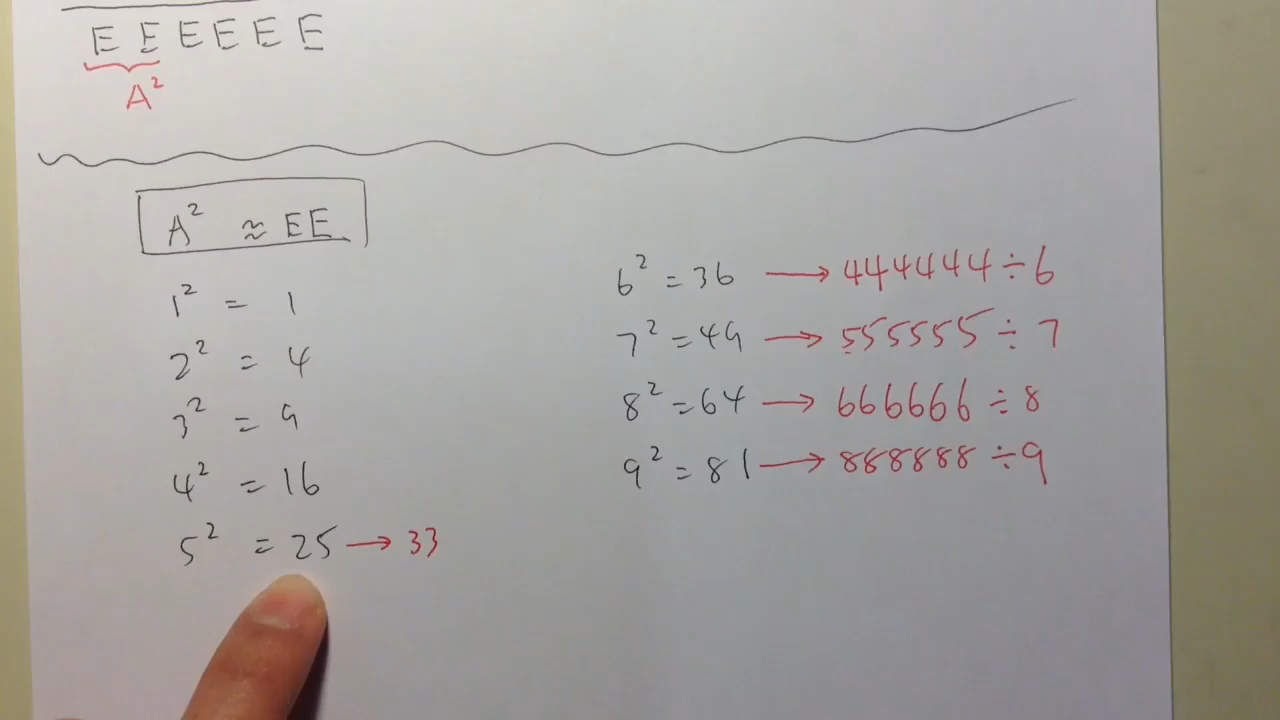 EEEEEE
A²
A² ≈ EE
1² = 1
2² = 4
3² = 9
4² = 16
5² = 25 → 33
6² = 36 → 444444 ÷ 6
7² = 49 → 555555 ÷ 7
8² = 64 → 666666 ÷ 8
9² = 81 → 888888 ÷ 9